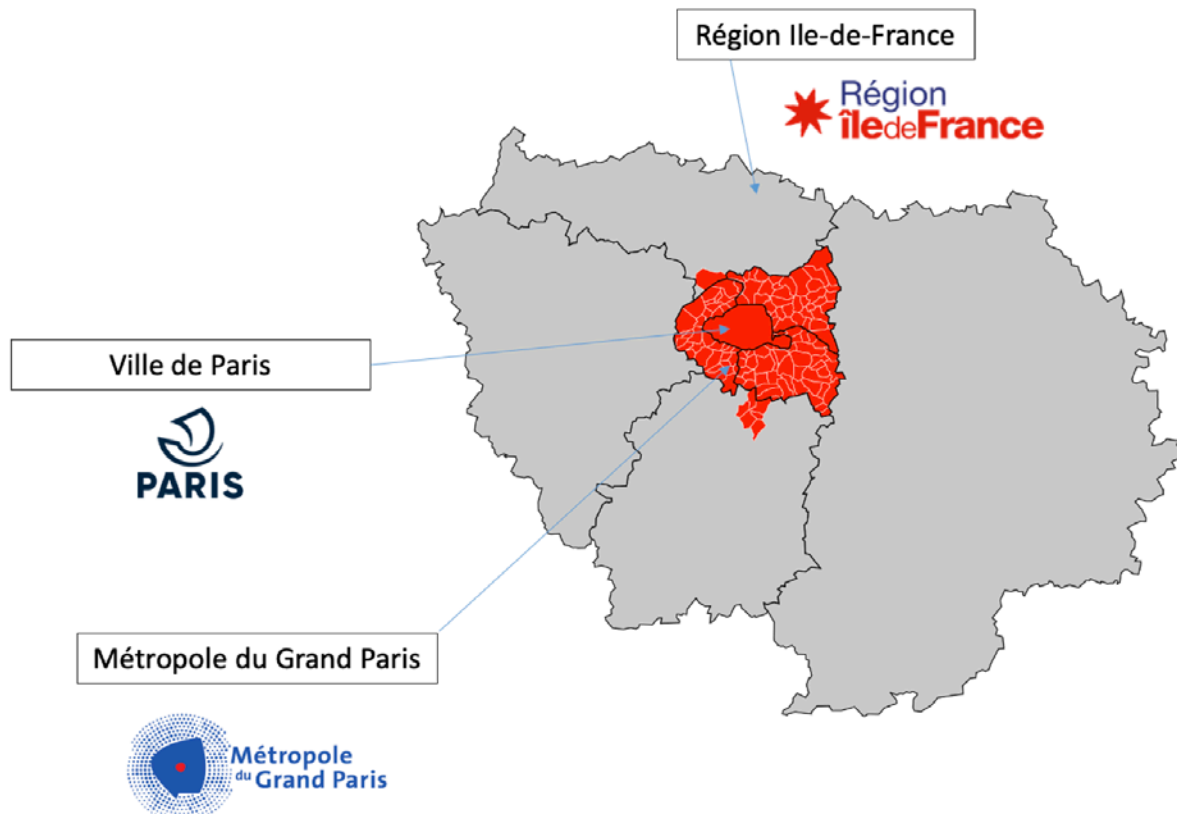 Région Ile-de-France
Région
îledeFrance
Ville de Paris
PARIS
Métropole du Grand Paris
Métropole
du Grand Paris